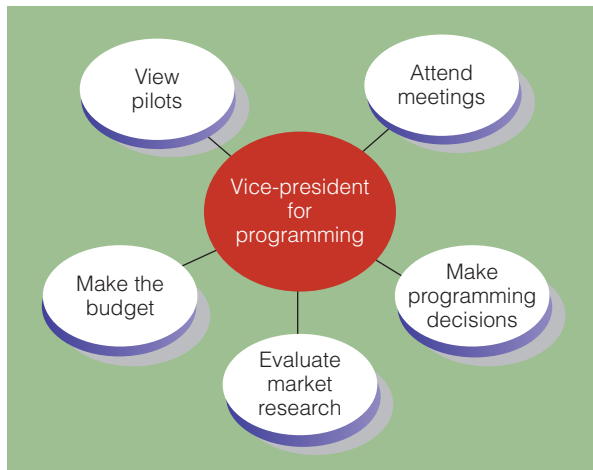 View
pilots
Attend
meetings
Vice-president
for
programming
Make the
budget
Make
programming
decisions
Evaluate
market
research